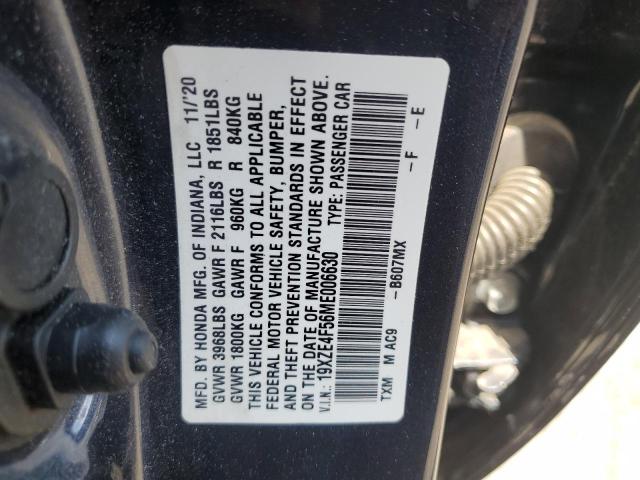 MFD. BY HONDA MFG. OF INDIANA, LLC 11/'20
GVWR 3968LBS GAWR F 2116LBS R 1851LBS
GVWR 1800KG GAWR F 960KG R 840KG
THIS VEHICLE CONFORMS TO ALL APPLICABLE
FEDERAL MOTOR VEHICLE SAFETY, BUMPER,
AND THEFT PREVENTION STANDARDS IN EFFECT
ON THE DATE OF MANUFACTURE SHOWN ABOVE.
V.I.N.: 19XZE4F56ME006630 TYPE: PASSENGER CAR
TXM M AC9 - B607MX - F - E